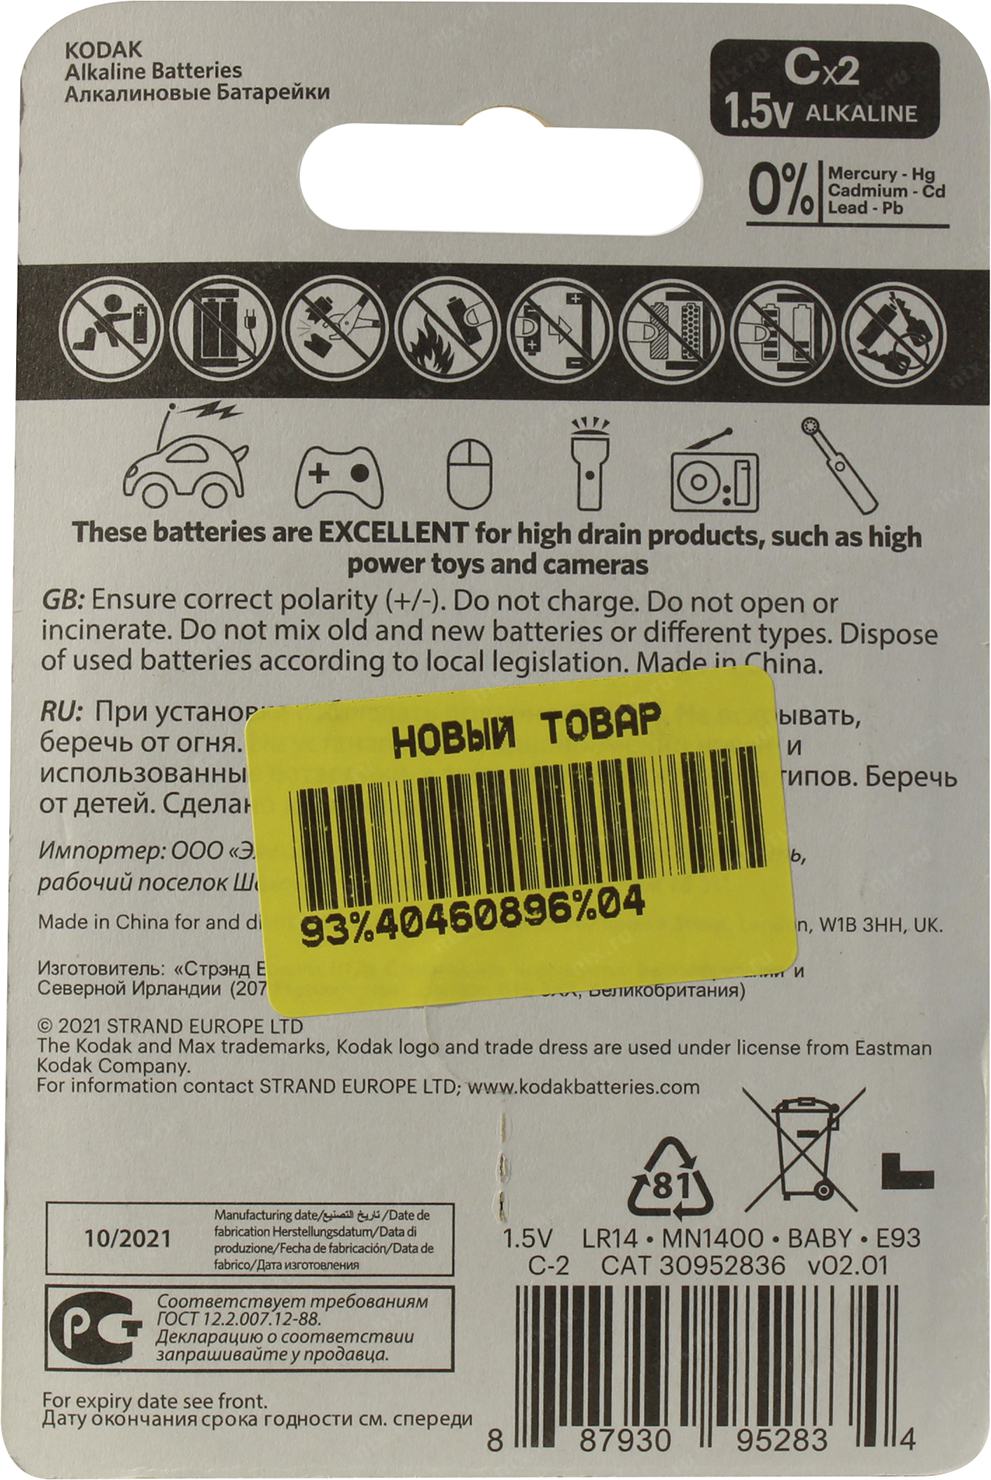 KODAK
Alkaline Batteries
Алкалиновые Батарейки
Cx2
1.5v ALKALINE
0%
Mercury - Hg
Cadmium - Cd
Lead - Pb
These batteries are EXCELLENT for high drain products, such as high
power toys and cameras
GB: Ensure correct polarity (+/-). Do not charge. Do not open or
incinerate. Do not mix old and new batteries or different types. Dispose
of used batteries according to local legislation. Made in China.
RU: При установ
ывать,
беречь от огня.
и
использованны
типов. Беречь
от детей. Сделан
НОВЫЙ ТОВАР
93%40460896%04
Импортер: ООО «Э
рабочий поселок Ш
Made in China for and di
n, W1B 3HH, UK.
Изготовитель: «Стрэнд
и
Северной Ирландии (207
Великобритания)
© 2021 STRAND EUROPE LTD
The Kodak and Max trademarks, Kodak logo and trade dress are used under license from Eastman
Kodak Company.
For information contact STRAND EUROPE LTD; www.kodakbatteries.com
81
10/2021
Manufacturing date/تاريخ التصنيع/Date de
fabrication Herstellungsdatum/Data di
produzione/Fecha de fabricación/Data de
fabrico/Дата изготовления
1.5V LR14 • MN1400 • BABY • E93
C-2 CAT 30952836 v02.01
РСТ
Соответствует требованиям
ГОСТ 12.2.007.12-88.
Декларацию о соответствии
запрашивайте у продавца.
For expiry date see front.
Дату окончания срока годности см. спереди
8 87930 95283 4